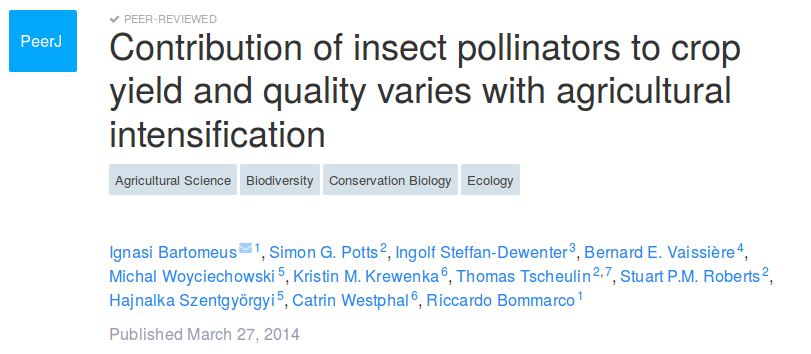 PeerJ
✔ PEER-REVIEWED
Contribution of insect pollinators to crop
yield and quality varies with agricultural
intensification
Agricultural Science Biodiversity Conservation Biology Ecology
Ignasi Bartomeus 1, Simon G. Potts 2, Ingolf Steffan-Dewenter 3, Bernard E. Vaissière 4,
Michal Woyciechowski 5, Kristin M. Krewenka 6, Thomas Tscheulin 2,7, Stuart P.M. Roberts 2,
Hajnalka Szentgyörgyi 5, Catrin Westphal 6, Riccardo Bommarco 1
Published March 27, 2014